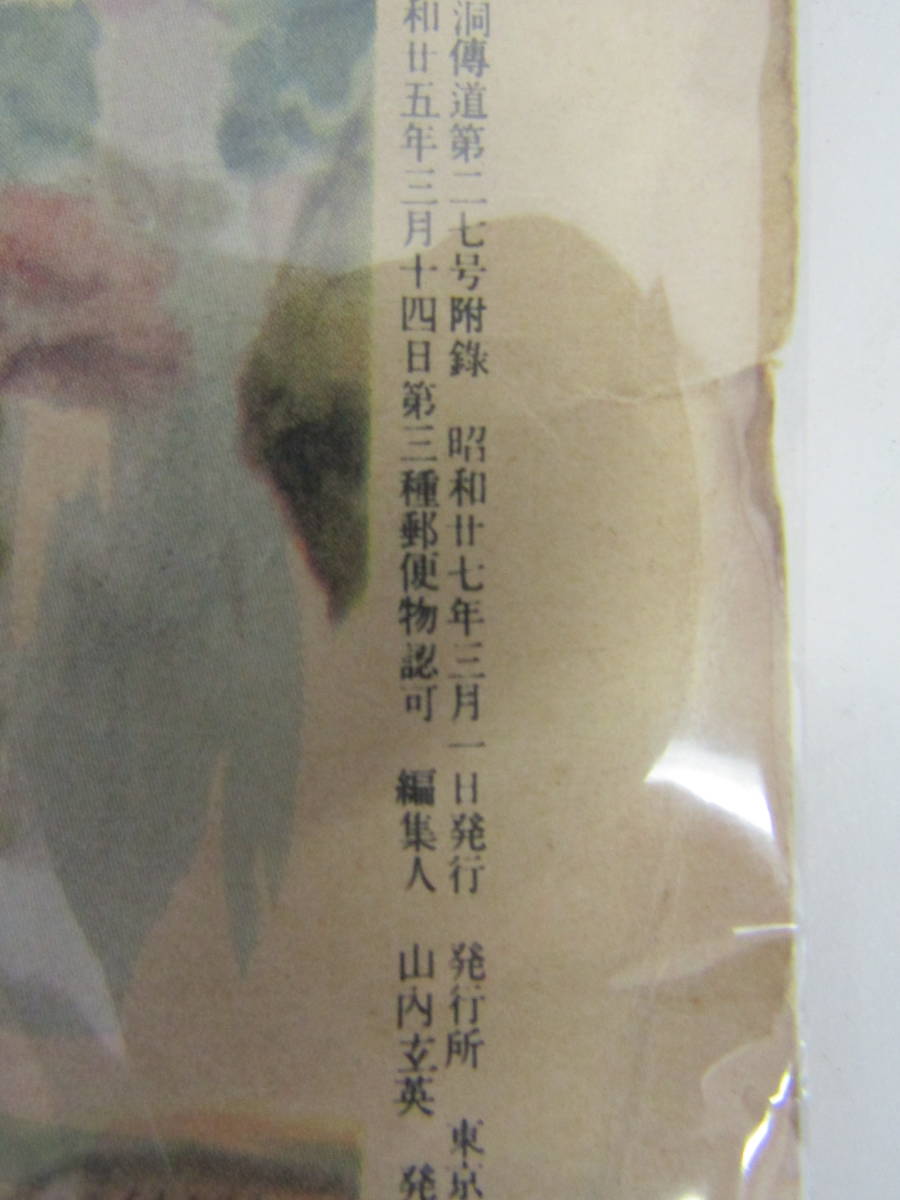 洞傳道第二七号附錄　昭和廿七年三月一日発行　発行所　東京
和廿五年三月十四日第三種郵便物認可　編集人　山内玄英　発